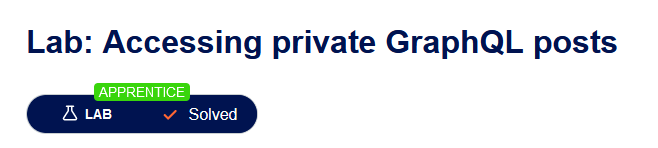 Lab: Accessing private GraphQL posts
APPRENTICE
LAB Solved